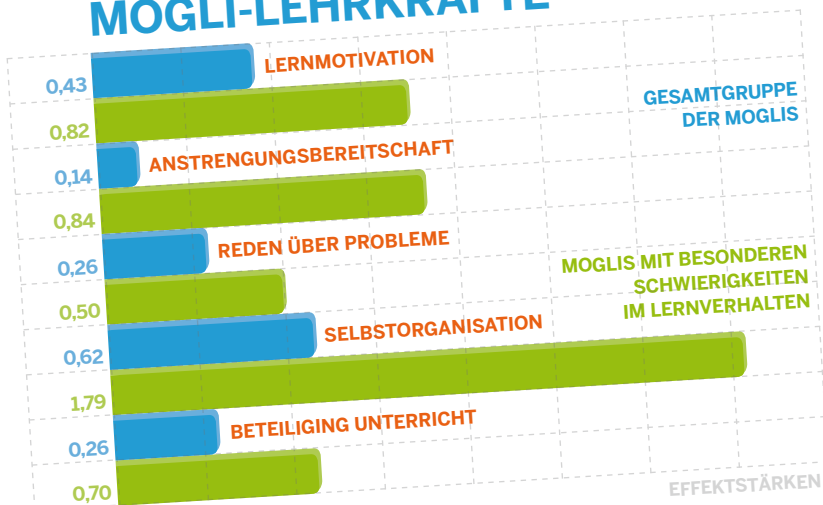 MOGLI-LEHRKRÄFTE
0,43
LERNMOTIVATION
0,82
GESAMTGRUPPE
DER MOGLIS
0,14
ANSTRENGUNGSBEREITSCHAFT
0,84
0,26
REDEN ÜBER PROBLEME
0,50
MOGLIS MIT BESONDEREN
SCHWIERIGKEITEN
IM LERNVERHALTEN
0,62
SELBSTORGANISATION
1,79
0,26
BETEILIGING UNTERRICHT
0,70
EFFEKTSTÄRKEN